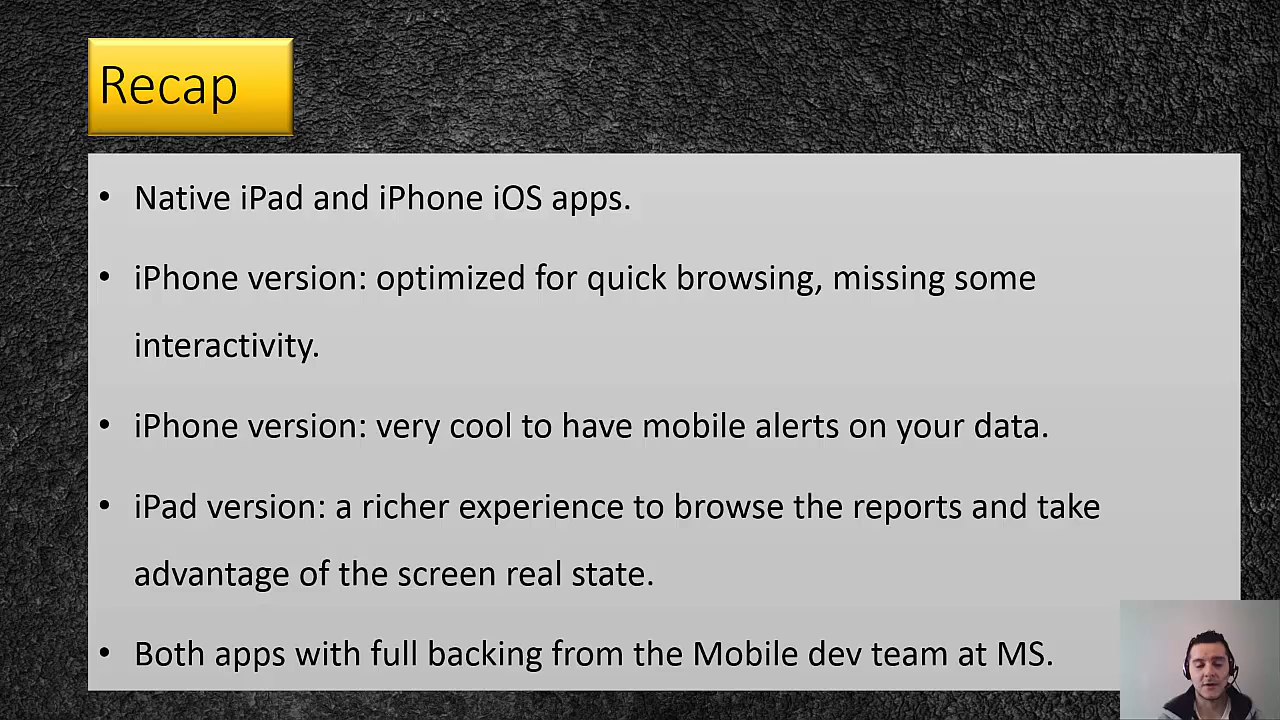 Recap
• Native iPad and iPhone iOS apps.
• iPhone version: optimized for quick browsing, missing some
interactivity.
• iPhone version: very cool to have mobile alerts on your data.
• iPad version: a richer experience to browse the reports and take
advantage of the screen real state.
• Both apps with full backing from the Mobile dev team at MS.